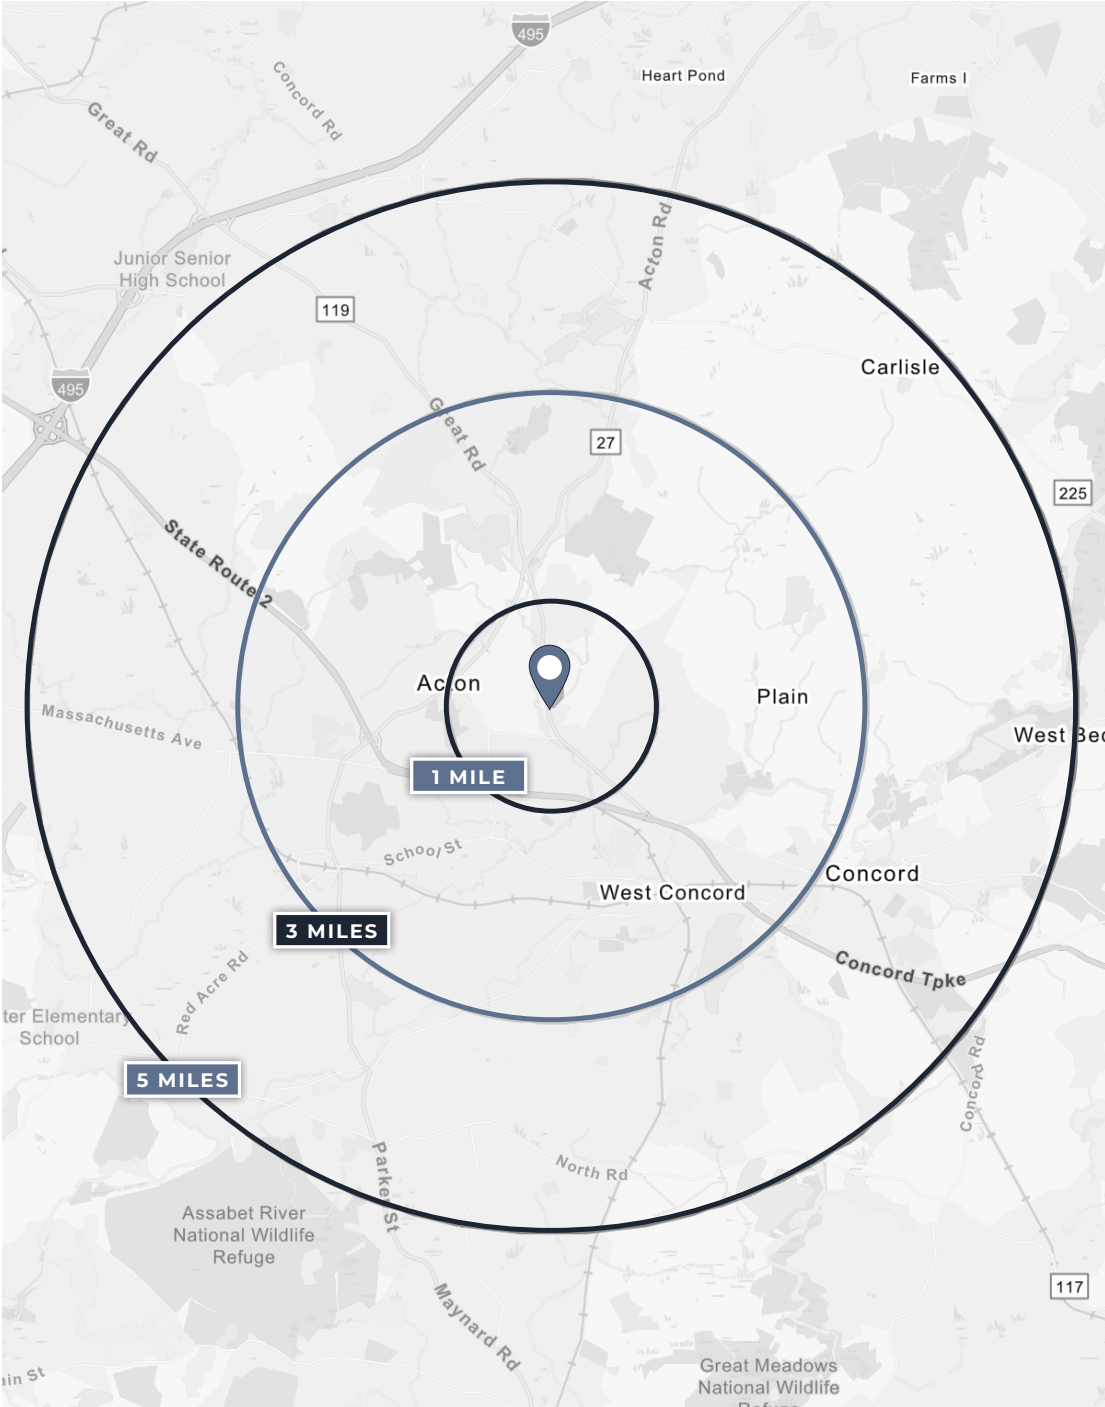 495
Heart Pond
Farms I
Concord Rd
Great Rd
Acton Rd
Junior Senior
High School
119
Carlisle
495
Great Rd
27
225
State Route 2
Acton
Plain
Massachusetts Ave
West Bed
1 MILE
School St
Concord
West Concord
3 MILES
Concord Tpke
Red Acre Rd
ter Elementary
School
Concord Rd
5 MILES
Parker St
North Rd
Assabet River
National Wildlife
Refuge
117
Maynard Rd
Great Meadows
National Wildlife
Refuge
ain St